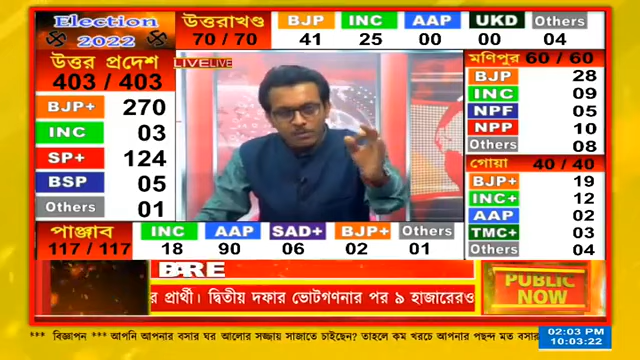 Election
2022
উত্তরাখণ্ড
70 / 70
BJP INC AAP UKD Others
41 25 00 00 04
উত্তর প্রদেশ
403 / 403
BJP+ 270
INC 03
SP+ 124
BSP 05
Others 01
LIVE LIVE
মণিপুর 60 / 60
BJP 28
INC 09
NPF 05
NPP 10
Others 08
গোয়া 40 / 40
BJP+ 19
INC+ 12
AAP 02
TMC+ 03
Others 04
পাঞ্জাব
117 / 117
INC AAP SAD+ BJP+ Others
18 90 06 02 01
র প্রার্থী। দ্বিতীয় দফার ভোটগণনার পর ৯ হাজারেরও
PUBLIC
NOW
*** বিজ্ঞাপন *** আপনি আপনার বসার ঘর আলোর সজ্জায় সাজাতে চাইছেন? তাহলে কম খরচে আপনার পছন্দ মত বসার
02:03 PM
10:03:22